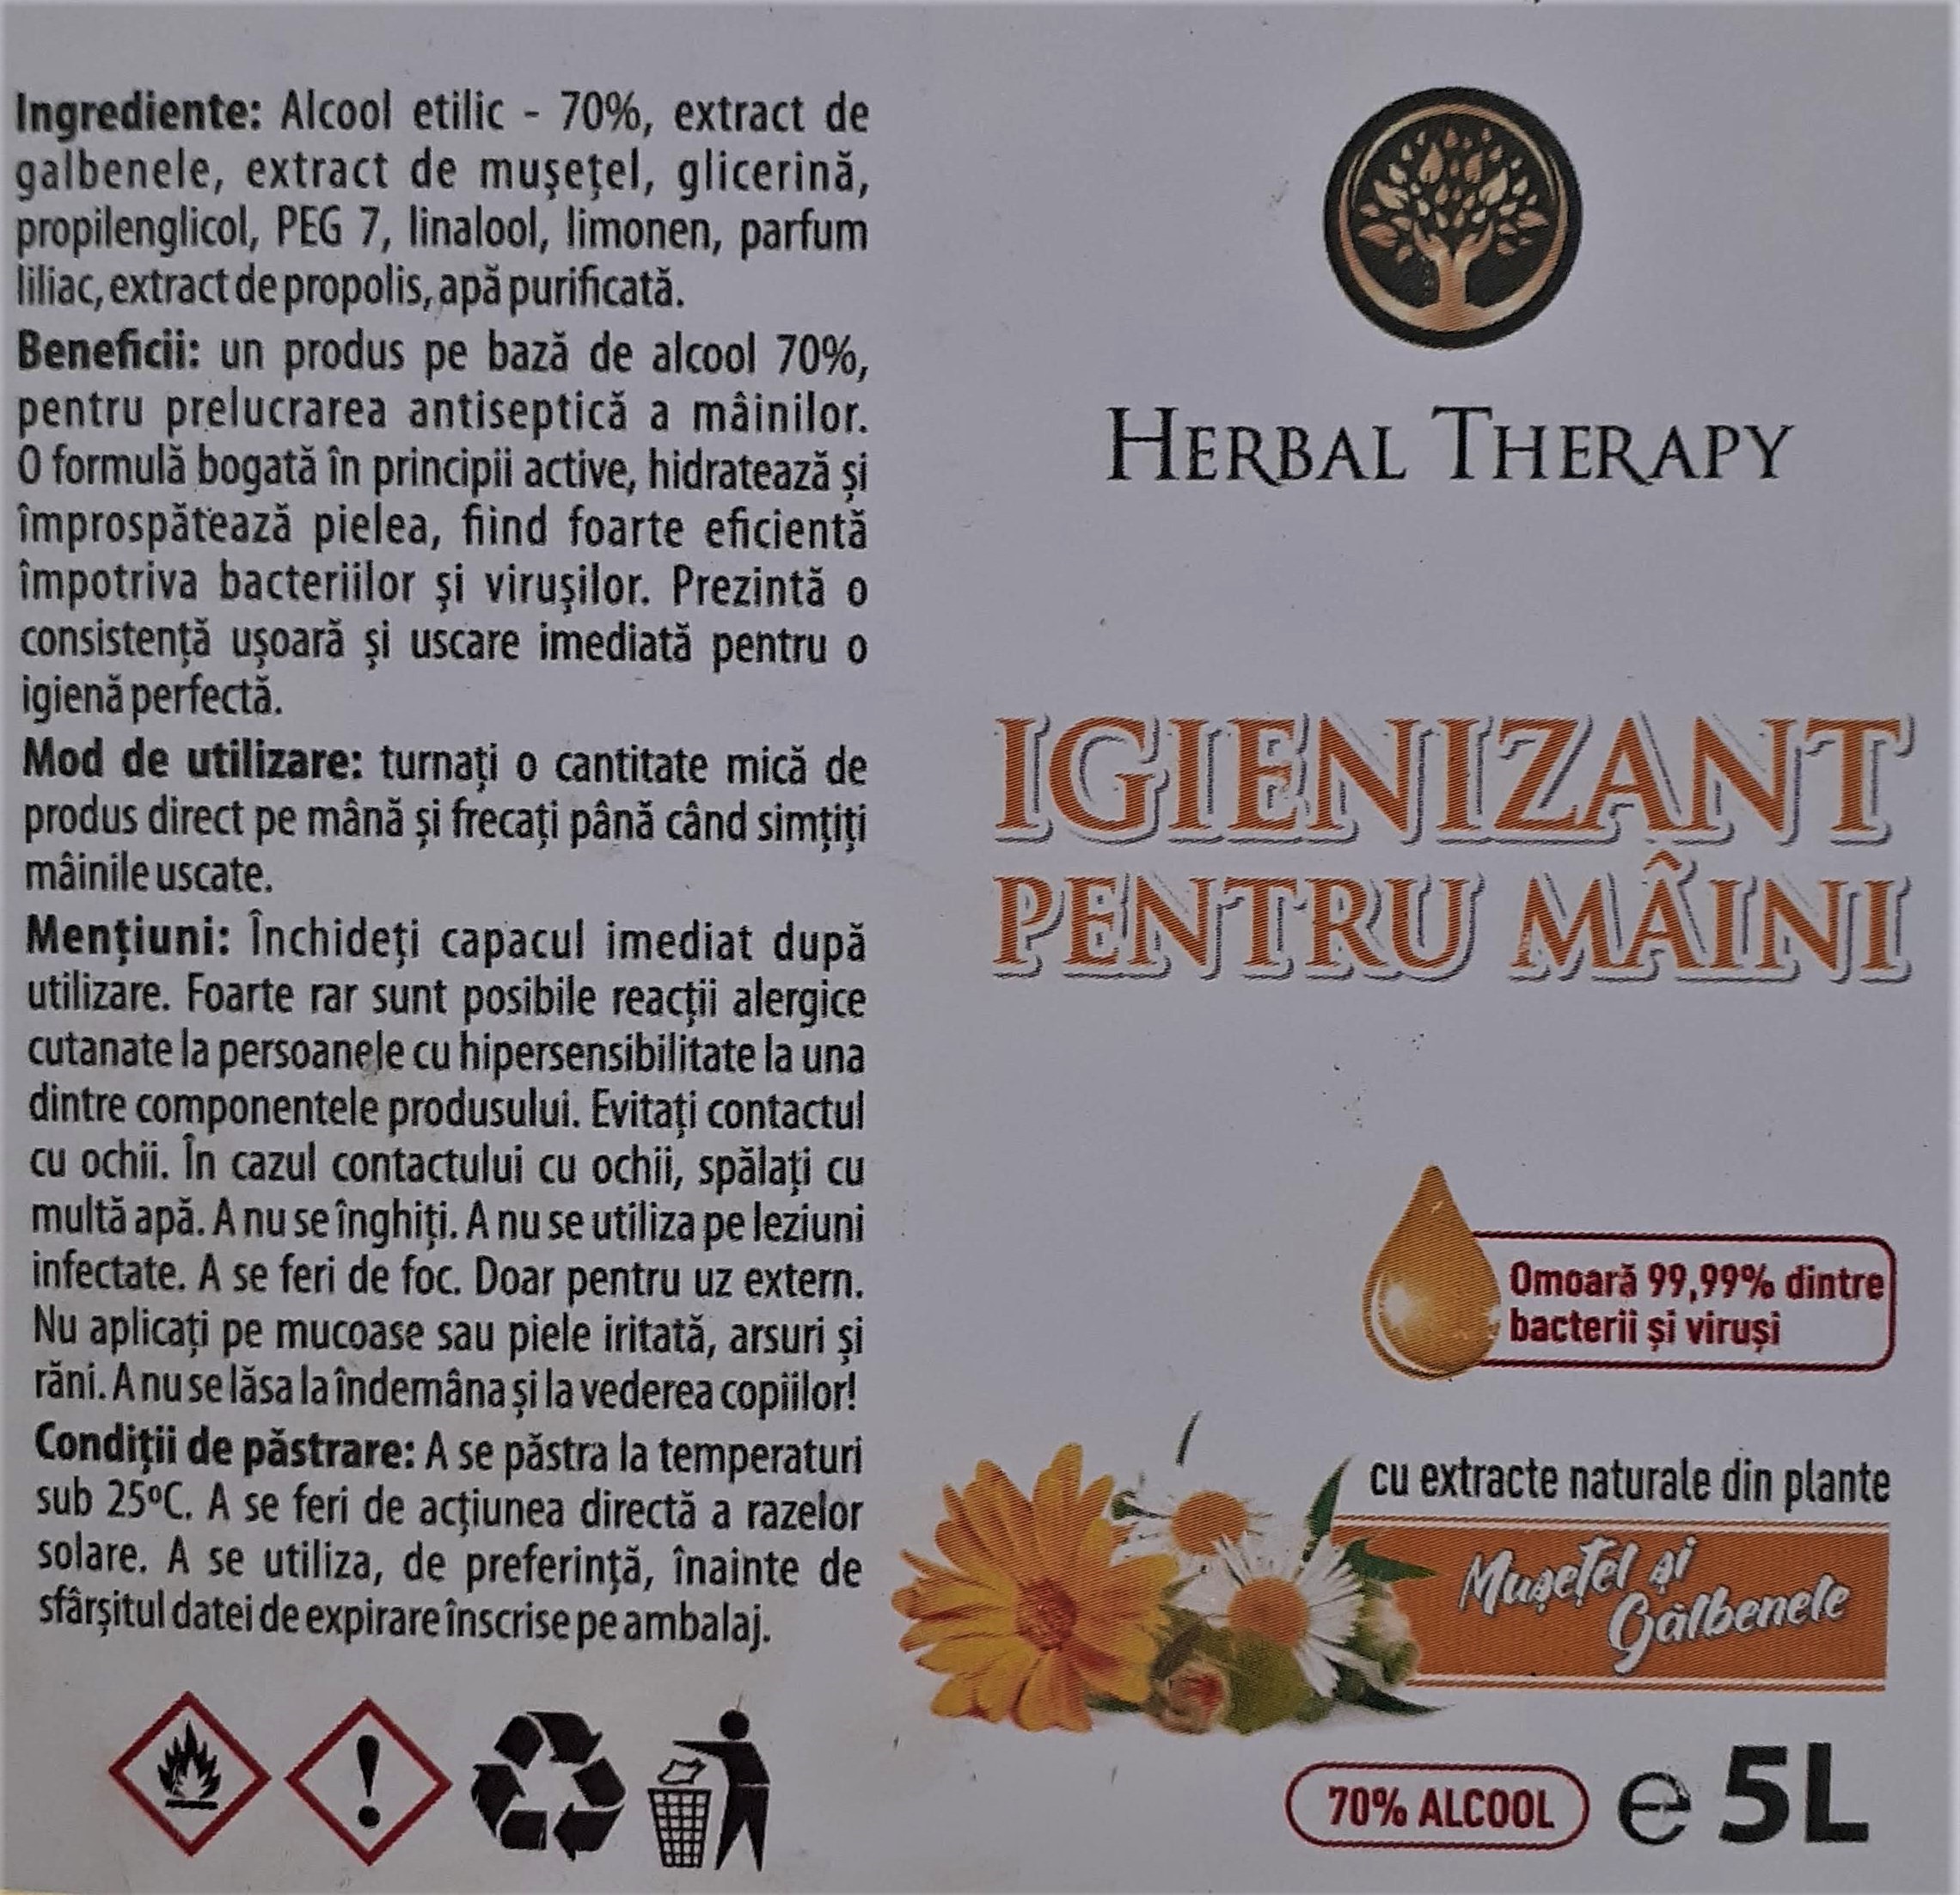 Ingrediente: Alcool etilic - 70%, extract de
galbenele, extract de mușețel, glicerină,
propilenglicol, PEG 7, linalool, limonen, parfum
liliac, extract de propolis, apă purificată.
Beneficii: un produs pe bază de alcool 70%,
pentru prelucrarea antiseptică a mâinilor.
O formulă bogată în principii active, hidratează și
împrospătează pielea, fiind foarte eficientă
împotriva bacteriilor și virușilor. Prezintă o
consistență ușoară și uscare imediată pentru o
igienă perfectă.
Mod de utilizare: turnați o cantitate mică de
produs direct pe mână și frecați până când simțiți
mâinile uscate.
Mențiuni: Închideți capacul imediat după
utilizare. Foarte rar sunt posibile reacții alergice
cutanate la persoanele cu hipersensibilitate la una
dintre componentele produsului. Evitați contactul
cu ochii. În cazul contactului cu ochii, spălați cu
multă apă. A nu se înghiți. A nu se utiliza pe leziuni
infectate. A se feri de foc. Doar pentru uz extern.
Nu aplicați pe mucoase sau piele iritată, arsuri și
răni. A nu se lăsa la îndemâna și la vederea copiilor!
Condiții de păstrare: A se păstra la temperaturi
sub 25ºC. A se feri de acțiunea directă a razelor
solare. A se utiliza, de preferință, înainte de
sfârșitul datei de expirare înscrise pe ambalaj.
HERBAL THERAPY
IGIENIZANT
PENTRU MÂINI
Omoară 99,99% dintre
bacterii și viruși
cu extracte naturale din plante
Mușețel și
Gălbenele
70% ALCOOL
e 5L